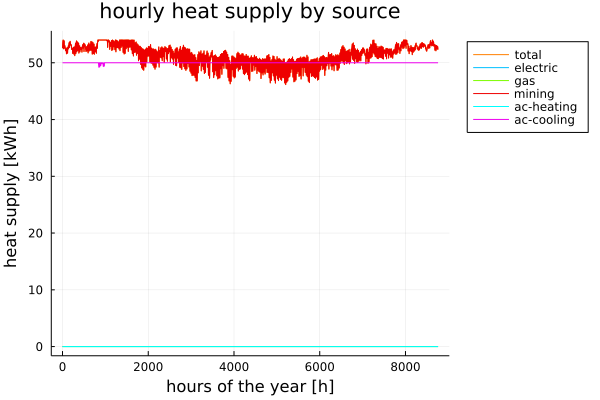 hourly heat supply by source
heat supply [kWh]
50
40
30
20
10
0
0 2000 4000 6000 8000
hours of the year [h]
total
electric
gas
mining
ac-heating
ac-cooling